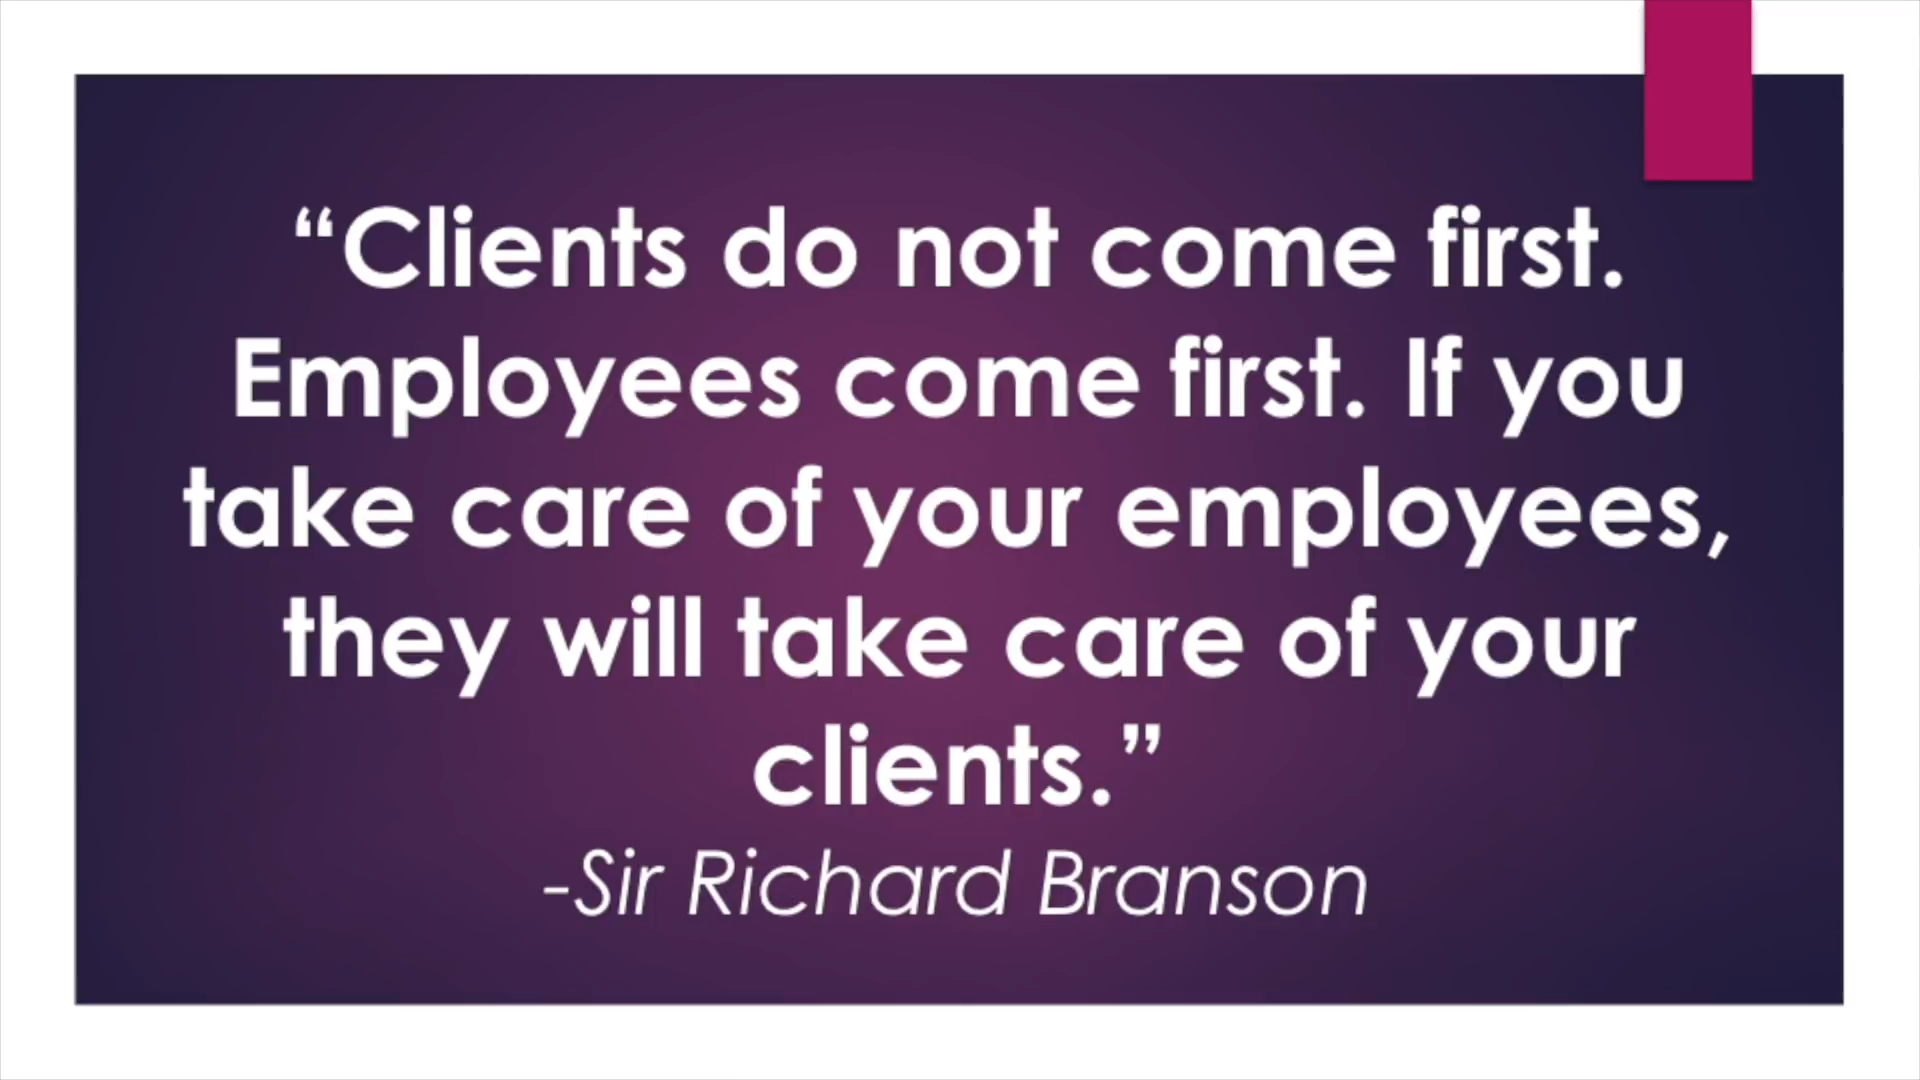 “Clients do not come first.
Employees come first. If you
take care of your employees,
they will take care of your
clients.”
-Sir Richard Branson